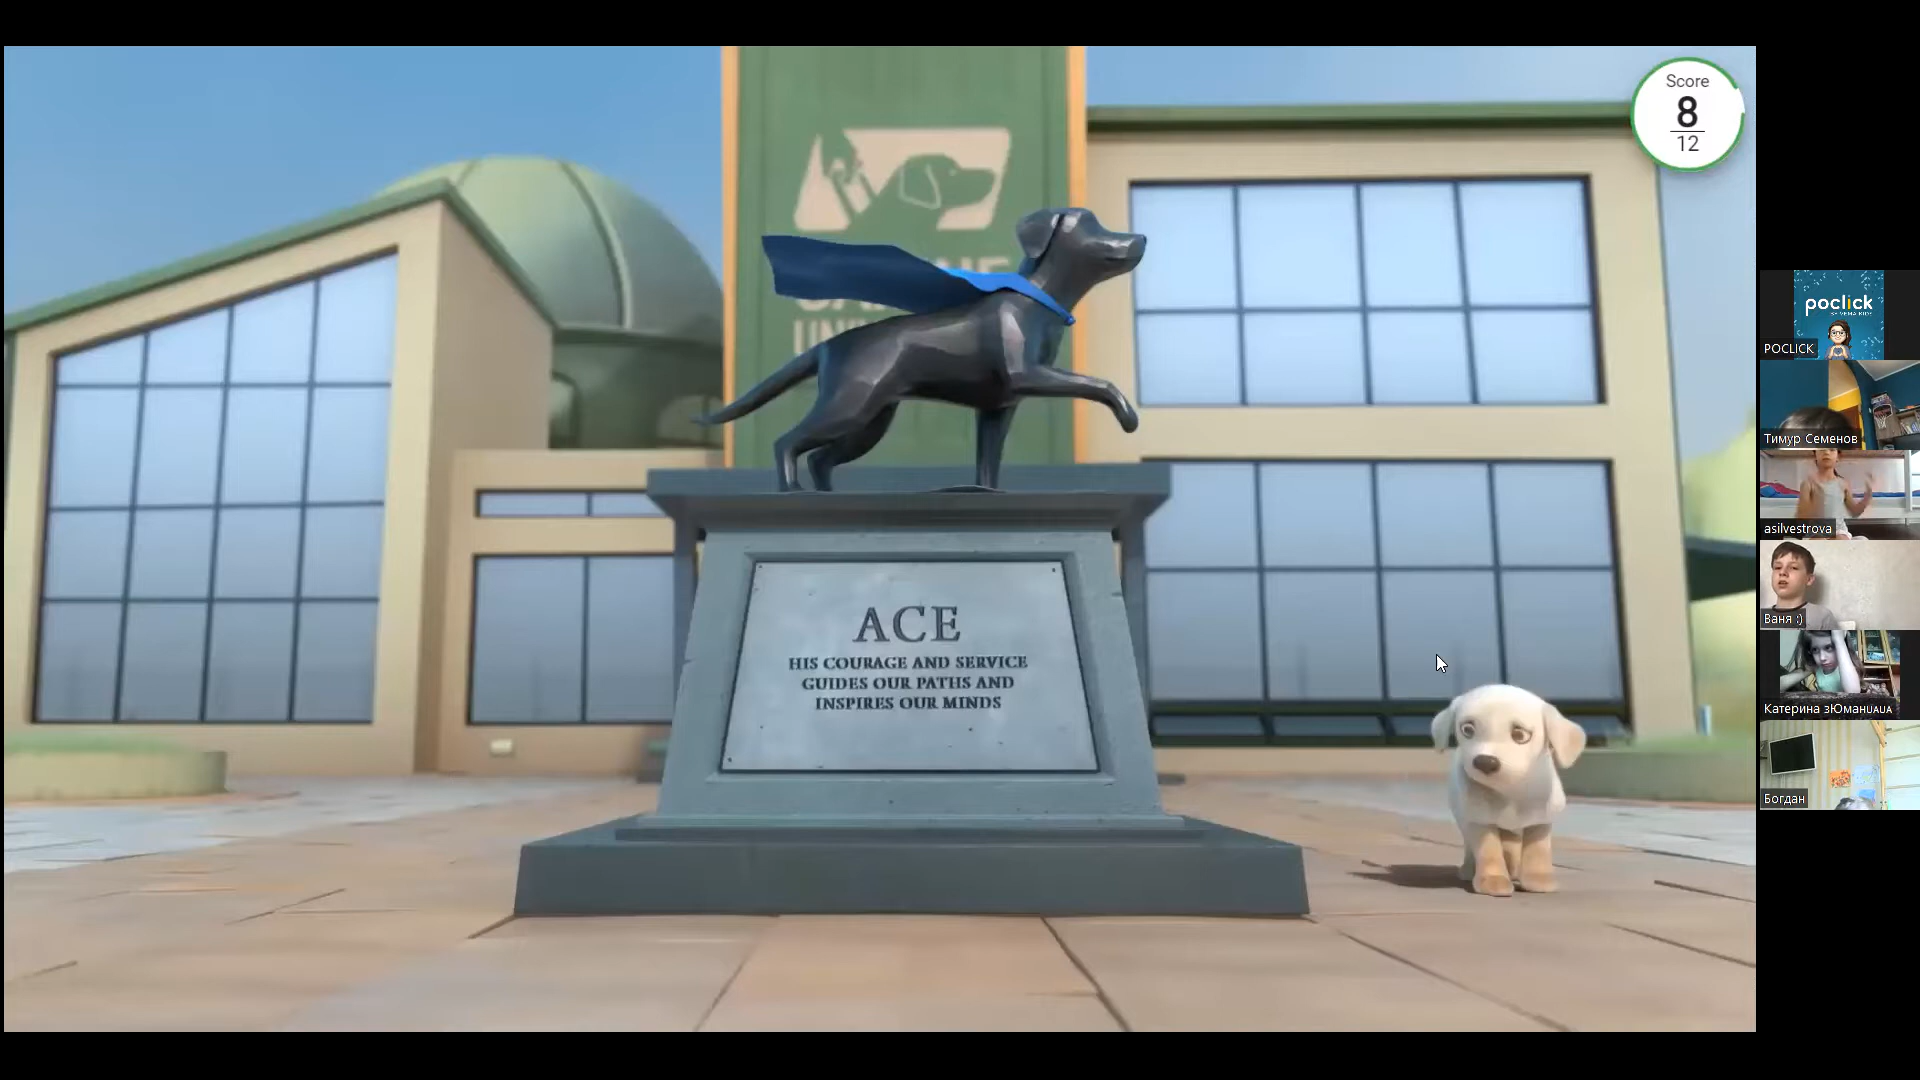 Score
8
12
ACE
HIS COURAGE AND SERVICE
GUIDES OUR PATHS AND
INSPIRES OUR MINDS
poclick
POCLICK
Тимур Семенов
asilvestrova
Ваня :)
Катерина зЮманUAUA
Богдан